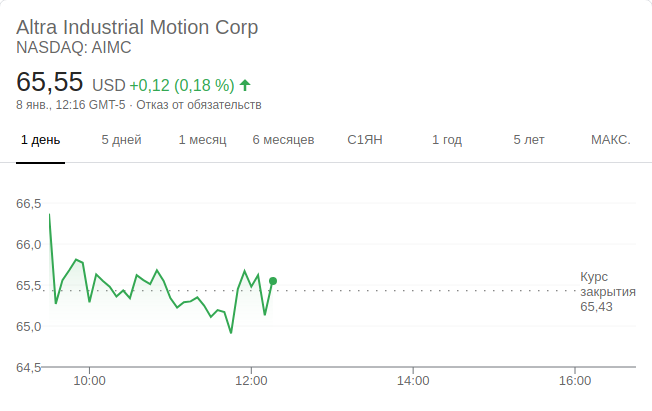 Altra Industrial Motion Corp
NASDAQ: AIMC
65,55 USD +0,12 (0,18 %)
8 янв., 12:16 GMT-5 · Отказ от обязательств
1 день 5 дней 1 месяц 6 месяцев С1ЯН 1 год 5 лет МАКС.
66,5
66,0
65,5
65,0
64,5
Курс
закрытия
65,43
10:00 12:00 14:00 16:00